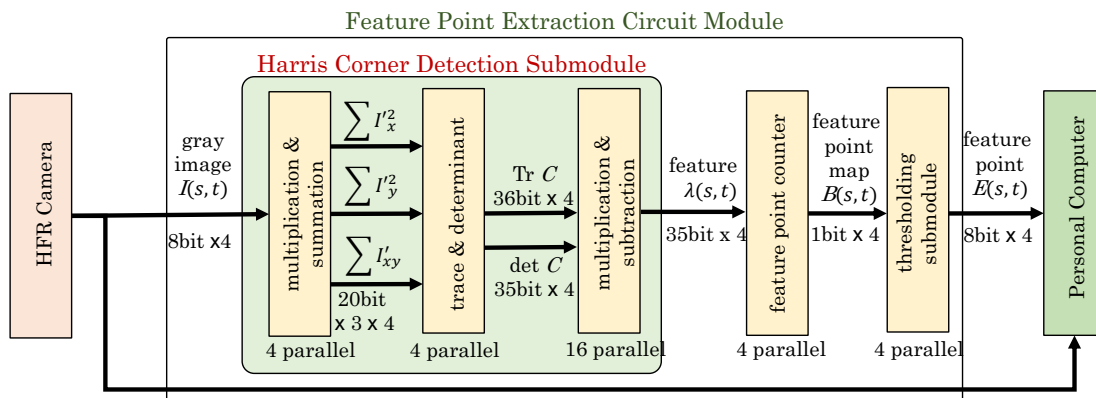 Feature Point Extraction Circuit Module
Harris Corner Detection Submodule
HFR Camera
gray
image
I(s, t)
8bit x4
multiplication &
summation
4 parallel
∑ I′²ₓ
∑ I′²ᵧ
∑ I′ₓᵧ
20bit
x 3 x 4
trace & determinant
4 parallel
Tr C
36bit x 4
det C
35bit x 4
multiplication &
subtraction
16 parallel
feature
λ(s, t)
35bit x 4
feature point counter
4 parallel
feature
point
map
B(s, t)
1bit x 4
thresholding
submodule
4 parallel
feature
point
E(s, t)
8bit x 4
Personal Computer